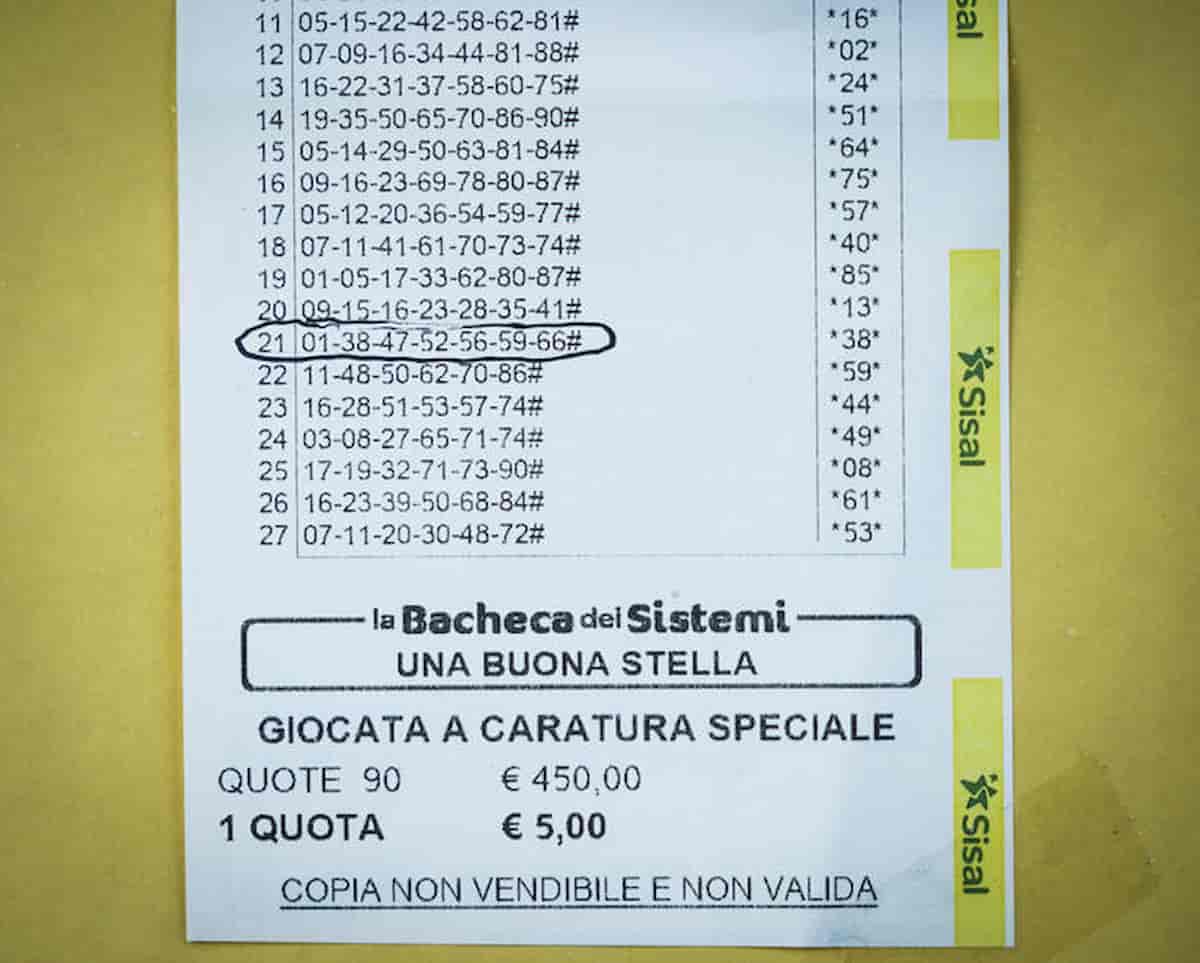 11 05-15-22-42-58-62-81# *16*
12 07-09-16-34-44-81-88# *02*
13 16-22-31-37-58-60-75# *24*
14 19-35-50-65-70-86-90# *51*
15 05-14-29-50-63-81-84# *64*
16 09-16-23-69-78-80-87# *75*
17 05-12-20-36-54-59-77# *57*
18 07-11-41-61-70-73-74# *40*
19 01-05-17-33-62-80-87# *85*
20 09-15-16-23-28-35-41# *13*
21 01-38-47-52-56-59-66# *38*
22 11-48-50-62-70-86# *59*
23 16-28-51-53-57-74# *44*
24 03-08-27-65-71-74# *49*
25 17-19-32-71-73-90# *08*
26 16-23-39-50-68-84# *61*
27 07-11-20-30-48-72# *53*
la Bacheca dei Sistemi
UNA BUONA STELLA
GIOCATA A CARATURA SPECIALE
QUOTE 90 € 450,00
1 QUOTA € 5,00
COPIA NON VENDIBILE E NON VALIDA
Sisal
Sisal